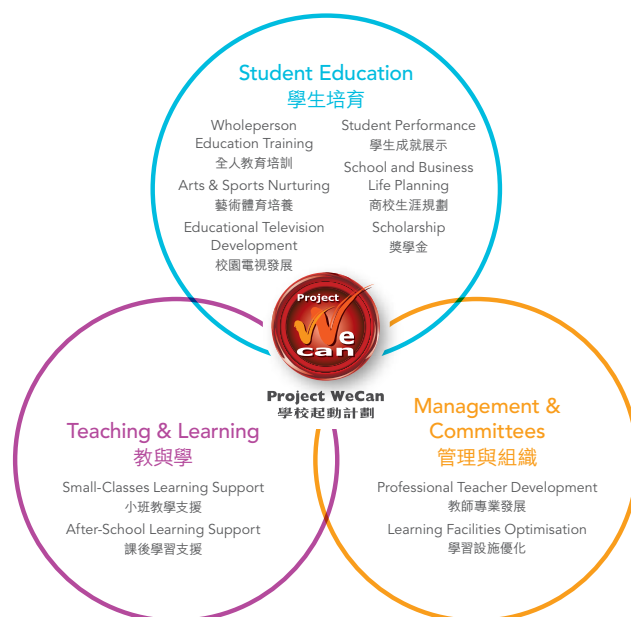 Student Education
學生培育
Wholeperson
Education Training
全人教育培訓
Arts & Sports Nurturing
藝術體育培養
Educational Television
Development
校園電視發展
Student Performance
學生成就展示
School and Business
Life Planning
商校生涯規劃
Scholarship
獎學金
Project
We
can
Project WeCan
學校起動計劃
Teaching & Learning
教與學
Small-Classes Learning Support
小班教學支援
After-School Learning Support
課後學習支援
Management &
Committees
管理與組織
Professional Teacher Development
教師專業發展
Learning Facilities Optimisation
學習設施優化